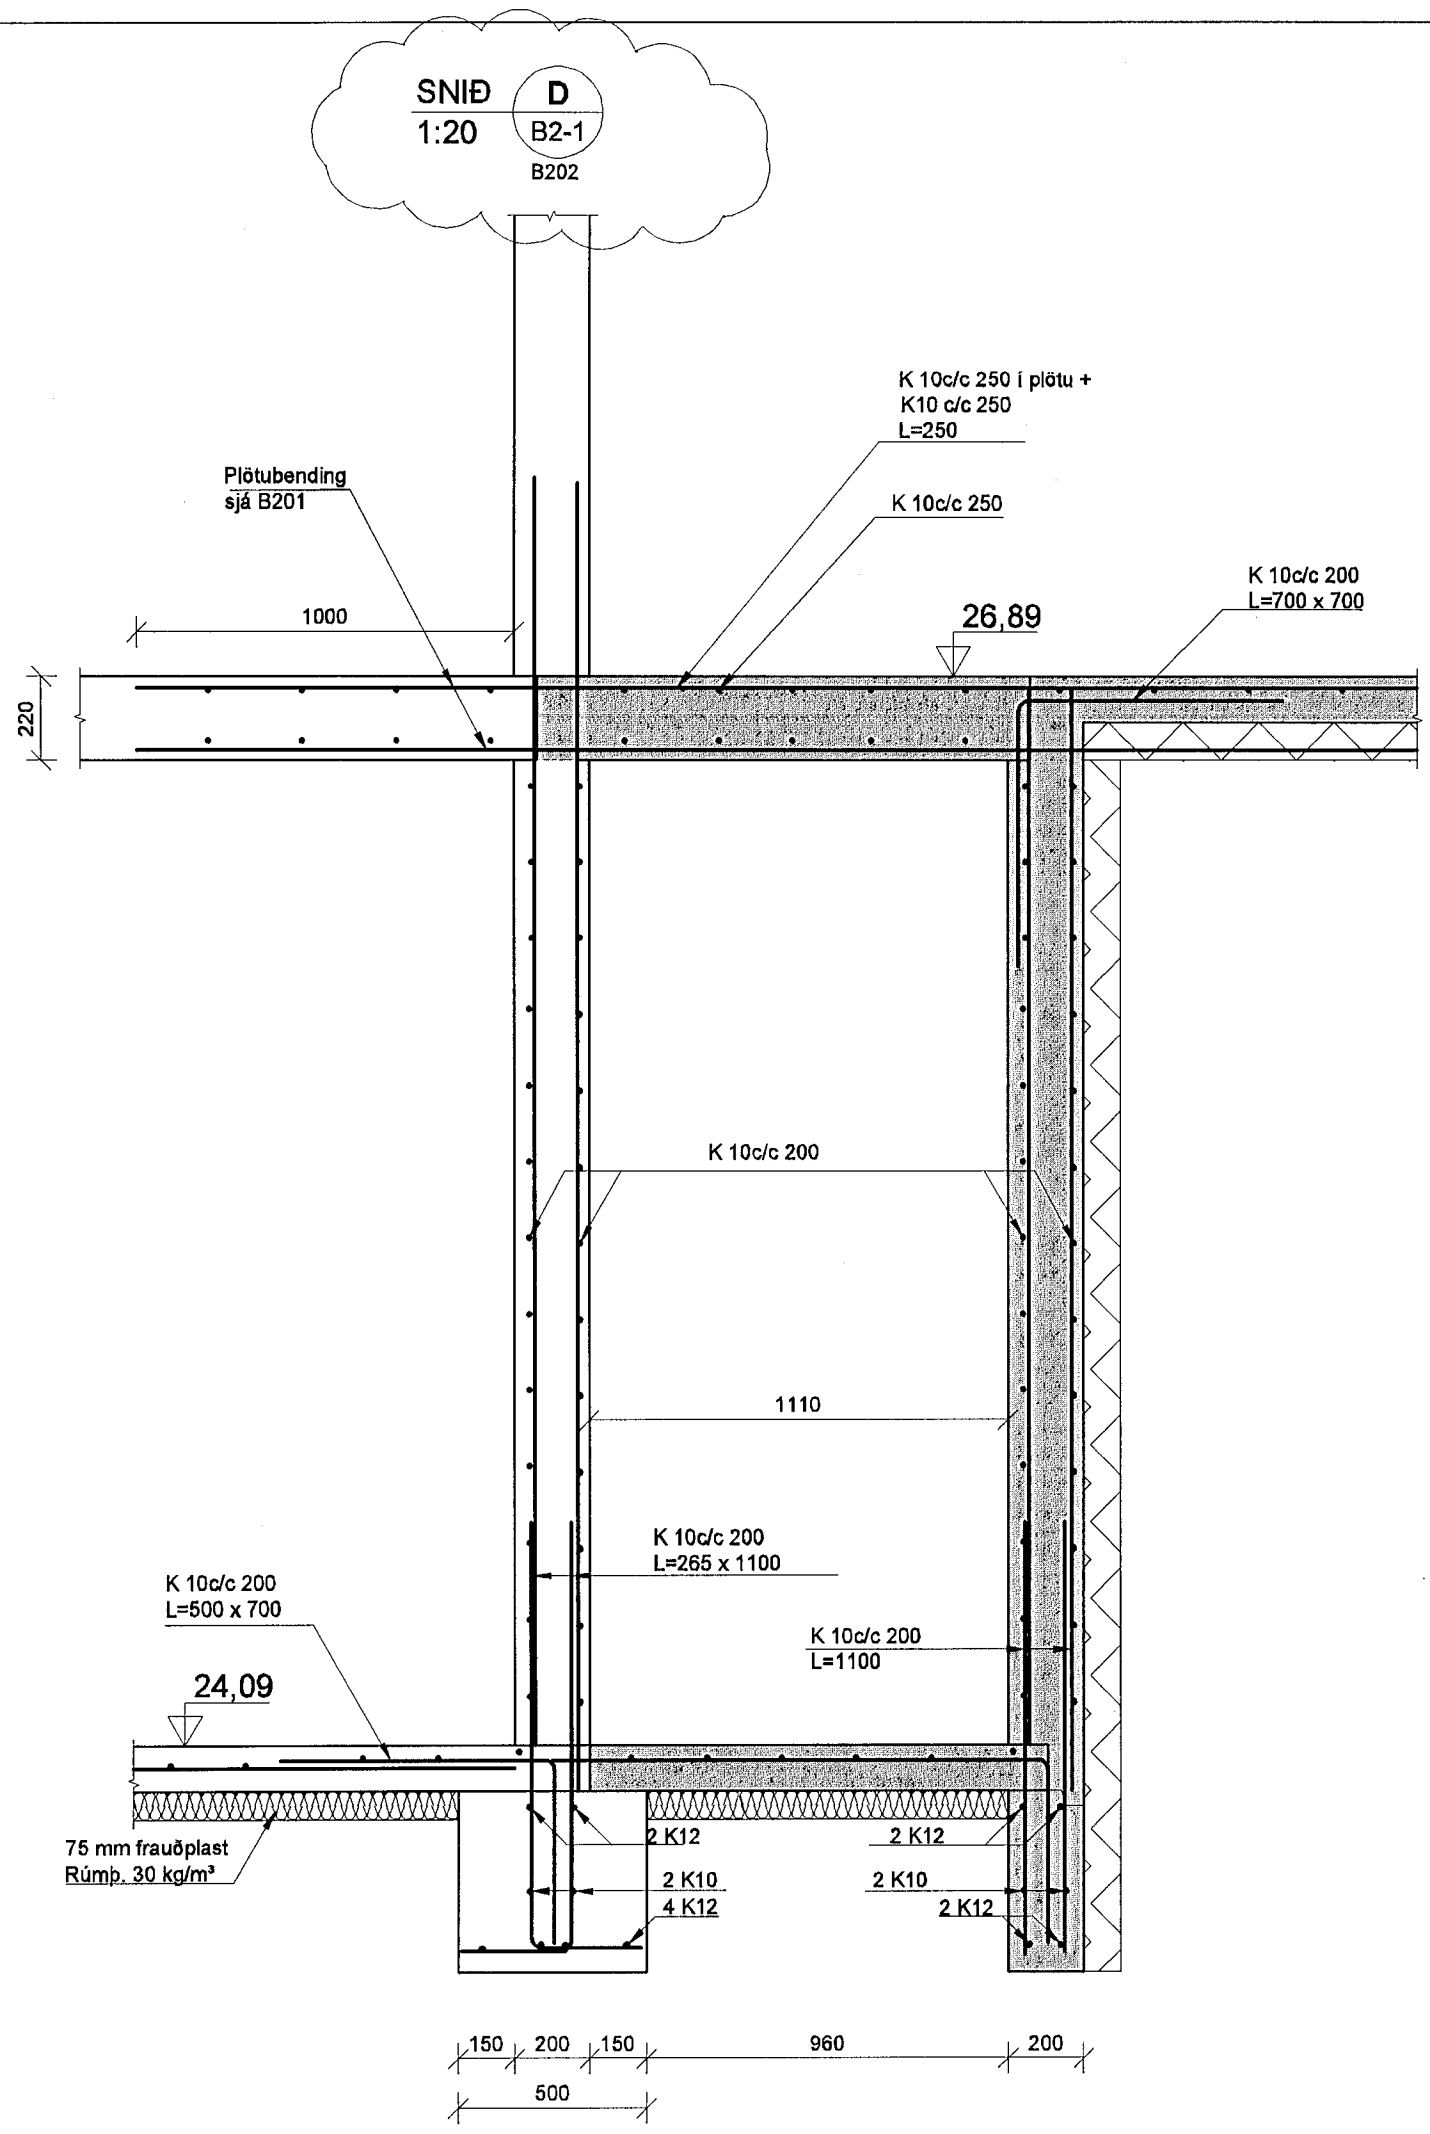 SNIÐ D
1:20 B2-1
B202
K 10c/c 250 í plötu +
K10 c/c 250
L=250
Plötubending
sjá B201
K 10c/c 250
K 10c/c 200
L=700 x 700
1000
26,89
220
K 10c/c 200
1110
K 10c/c 200
L=265 x 1100
K 10c/c 200
L=500 x 700
K 10c/c 200
L=1100
24,09
2 K12
2 K12
75 mm frauðplast
Rúmþ. 30 kg/m³
2 K10
2 K10
4 K12
2 K12
150 200 150 960 200
500